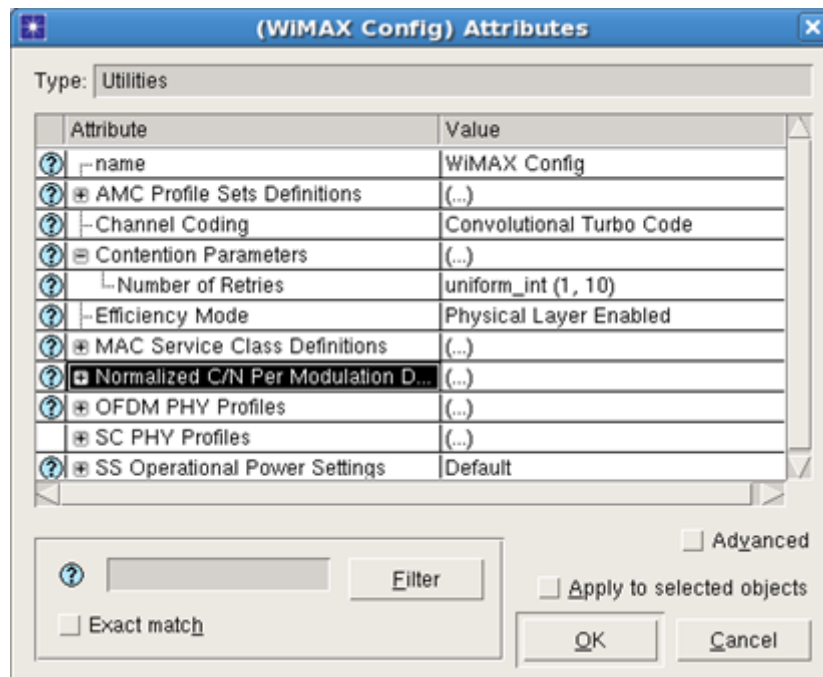 (WiMAX Config) Attributes
Type: Utilities
Attribute Value
name WiMAX Config
AMC Profile Sets Definitions (...)
Channel Coding Convolutional Turbo Code
Contention Parameters (...)
Number of Retries uniform_int (1, 10)
Efficiency Mode Physical Layer Enabled
MAC Service Class Definitions (...)
Normalized C/N Per Modulation D... (...)
OFDM PHY Profiles (...)
SC PHY Profiles (...)
SS Operational Power Settings Default
Advanced
Filter
Apply to selected objects
Exact match
OK Cancel